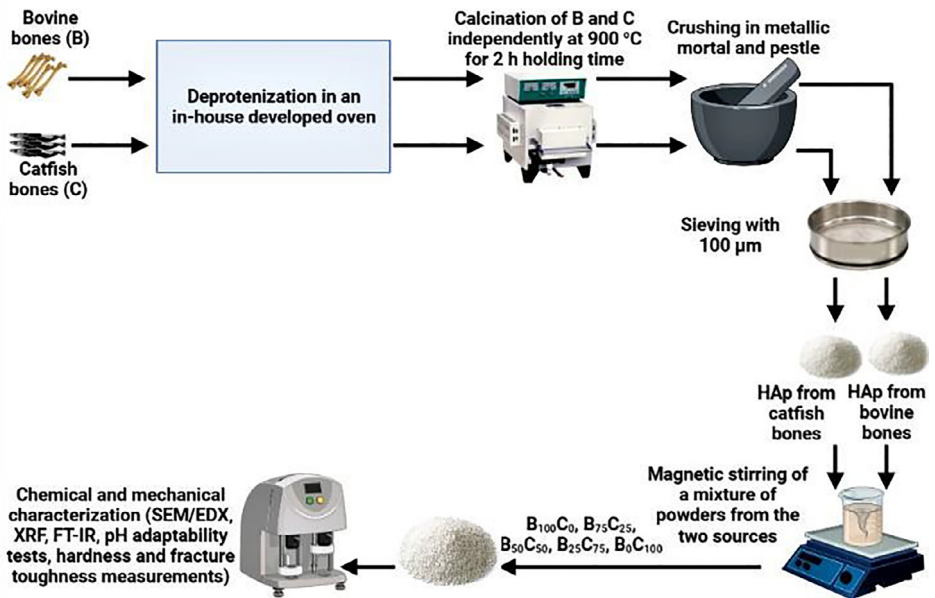 Bovine
bones (B)
Catfish
bones (C)
Deprotenization in an
in-house developed oven
Calcination of B and C
independently at 900 °C
for 2 h holding time
Crushing in metallic
mortal and pestle
Sieving with
100 µm
HAp from
catfish
bones
HAp from
bovine
bones
Magnetic stirring of
a mixture of
powders from the
two sources
B₁₀₀C₀, B₇₅C₂₅,
B₅₀C₅₀, B₂₅C₇₅, B₀C₁₀₀
Chemical and mechanical
characterization (SEM/EDX,
XRF, FT-IR, pH adaptability
tests, hardness and fracture
toughness measurements)